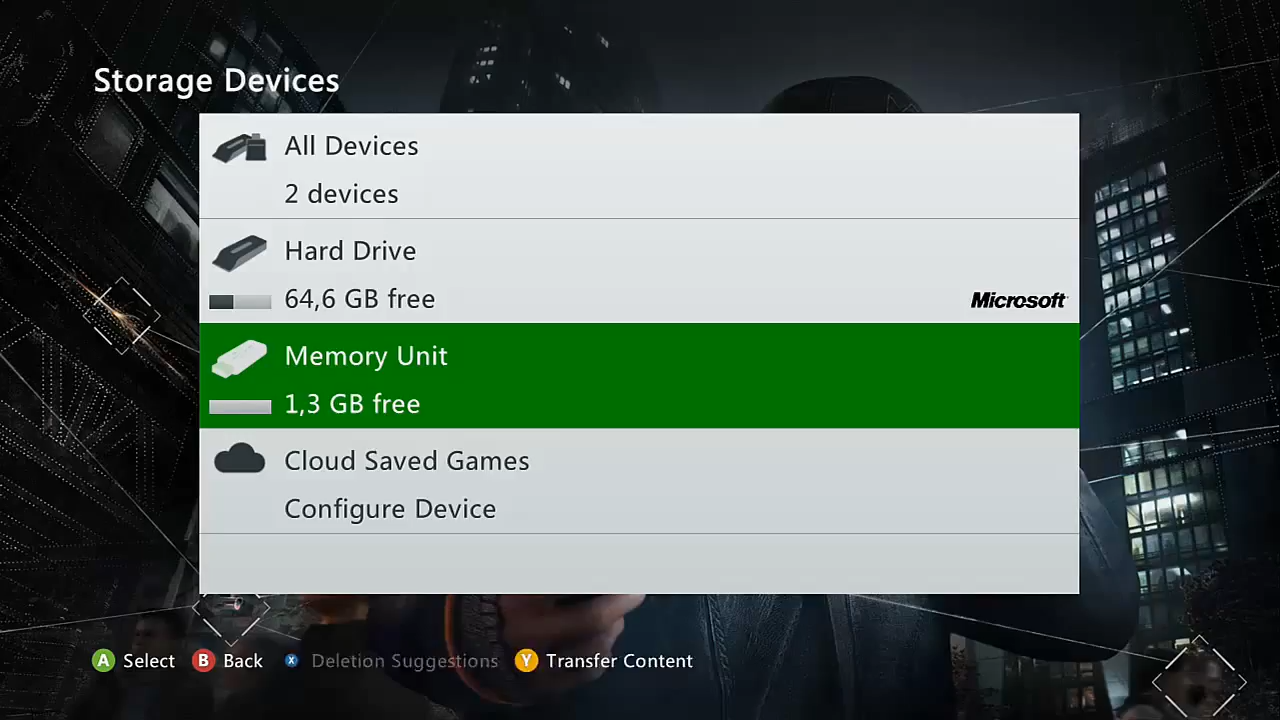 Storage Devices
All Devices
2 devices
Hard Drive
64,6 GB free
Microsoft
Memory Unit
1,3 GB free
Cloud Saved Games
Configure Device
A Select B Back X Deletion Suggestions Y Transfer Content